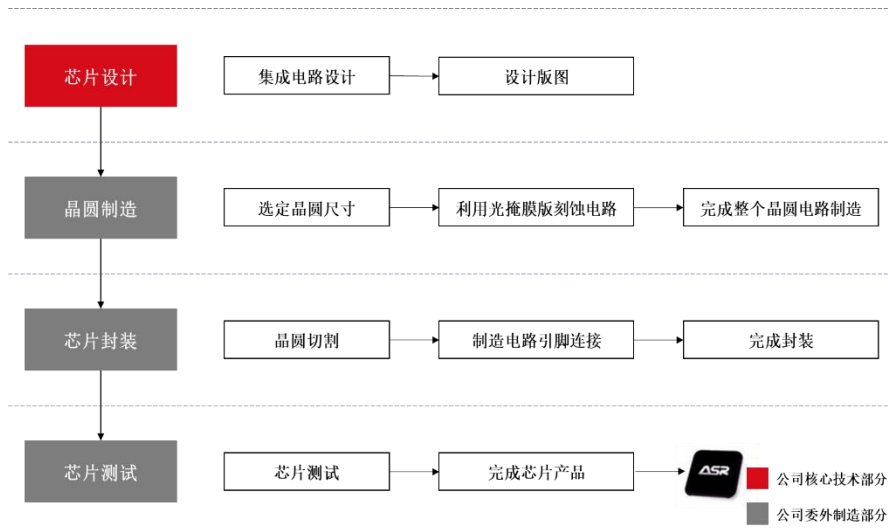 芯片设计
集成电路设计
设计版图
晶圆制造
选定晶圆尺寸
利用光掩膜版刻蚀电路
完成整个晶圆电路制造
芯片封装
晶圆切割
制造电路引脚连接
完成封装
芯片测试
芯片测试
完成芯片产品
ASR
公司核心技术部分
公司委外制造部分